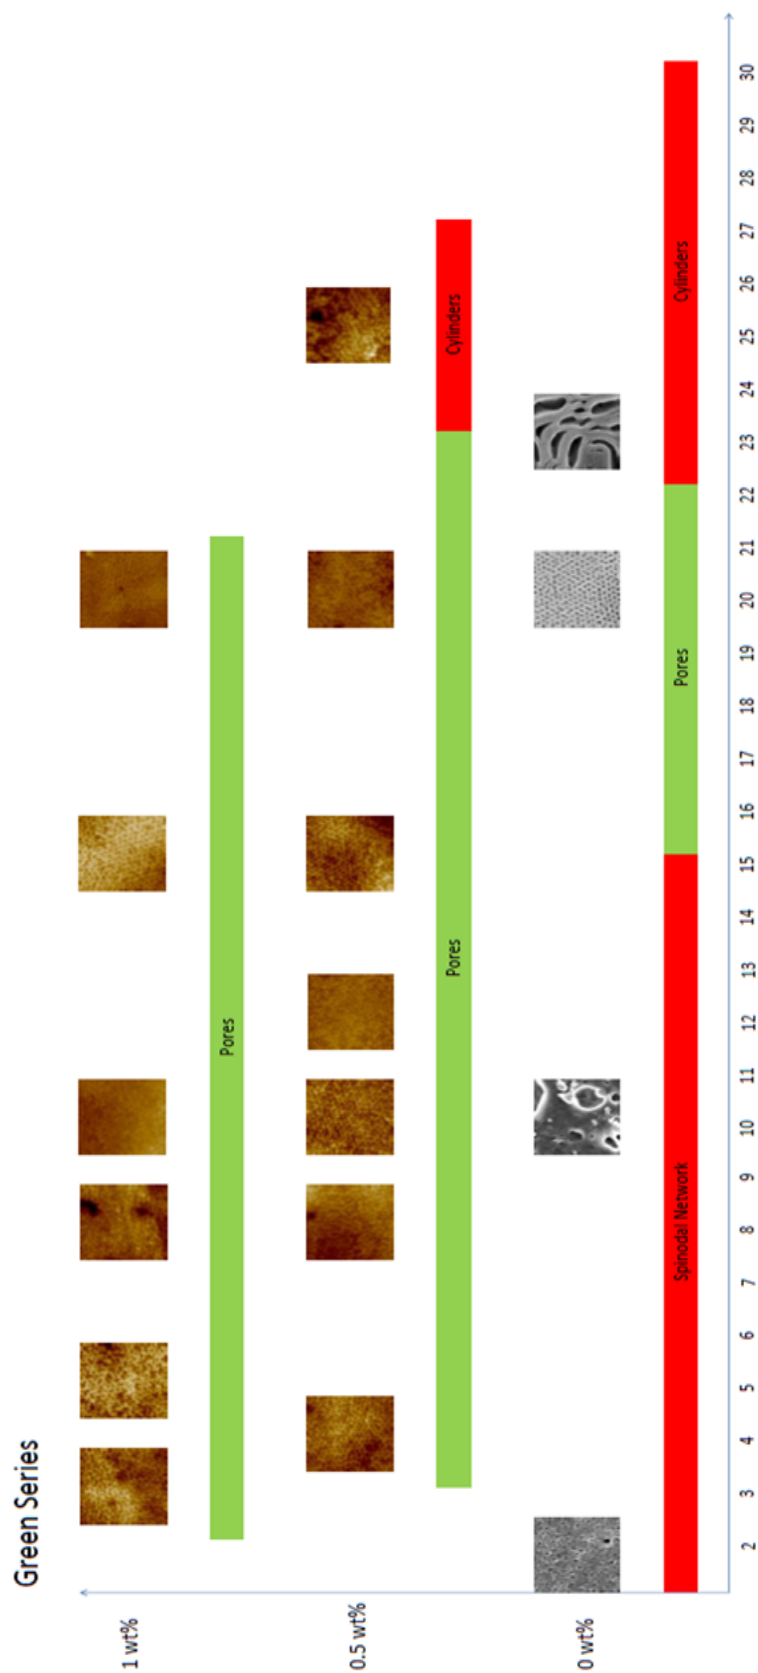 Green Series
1 wt%
Pores
0.5 wt%
Pores
Cylinders
0 wt%
Spinodal Network
Pores
Cylinders
2 3 4 5 6 7 8 9 10 11 12 13 14 15 16 17 18 19 20 21 22 23 24 25 26 27 28 29 30